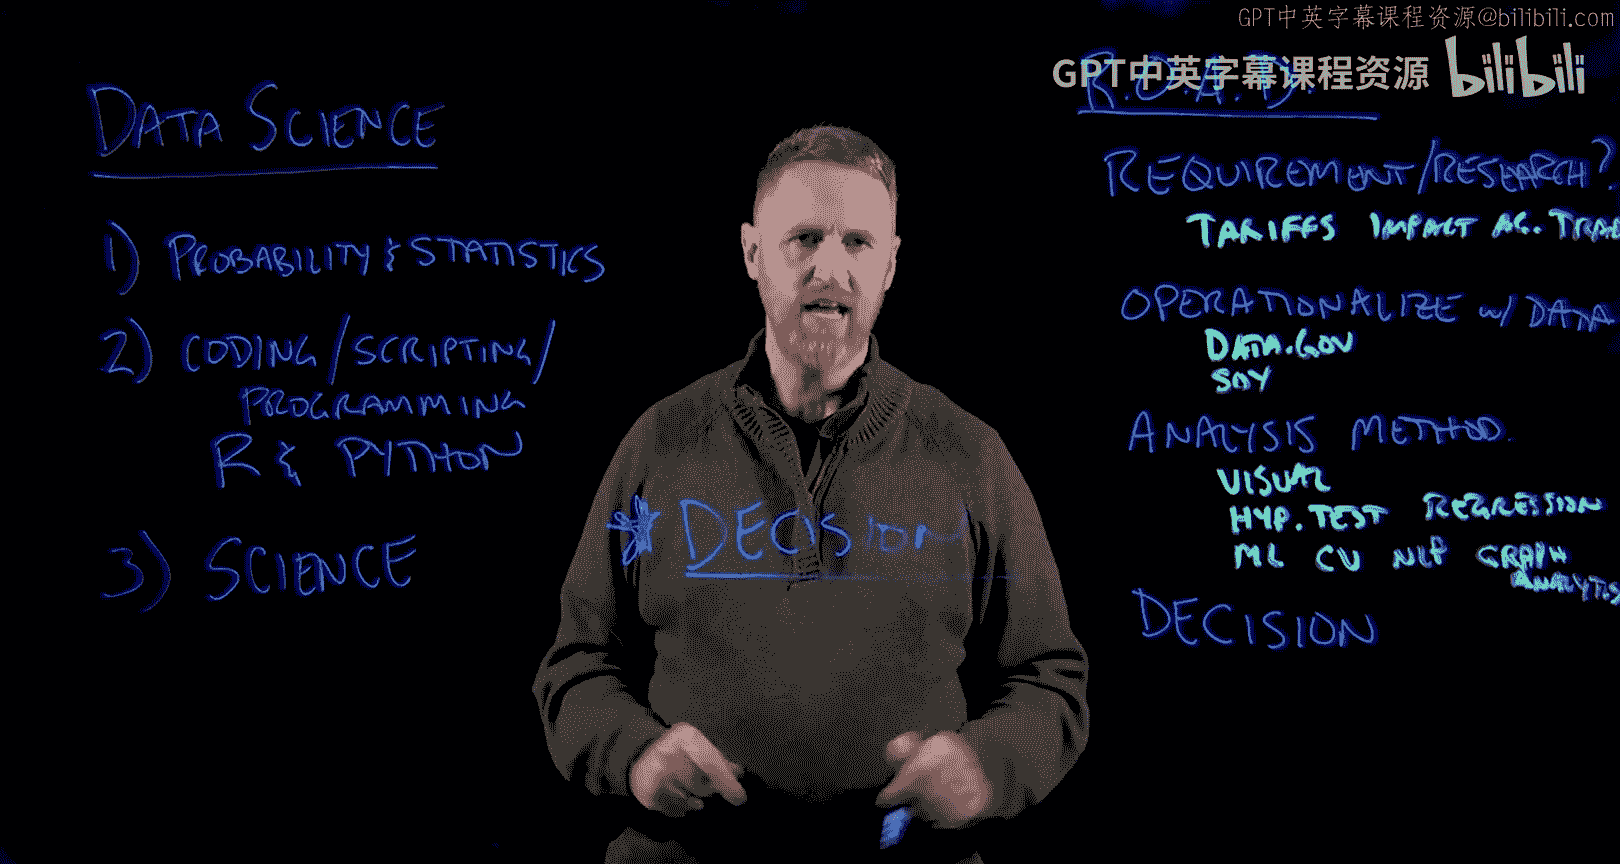 GPT中英字幕课程资源@bilibili.com
GPT中英字幕课程资源 bilibili
DATA SCIENCE
1) PROBABILITY & STATISTICS
2) CODING/SCRIPTING/
PROGRAMMING
R & PYTHON
3) SCIENCE
DECISION
R.O.A.D.
REQUIREMENT/RESEARCH?
TARIFFS IMPACT AG. TRAD
OPERATIONALIZE w/ DATA
DATA.GOV
SOY
ANALYSIS METHOD.
VISUAL
HYP. TEST REGRESSION
ML CV NLP GRAPH
ANALYTICS
DECISION